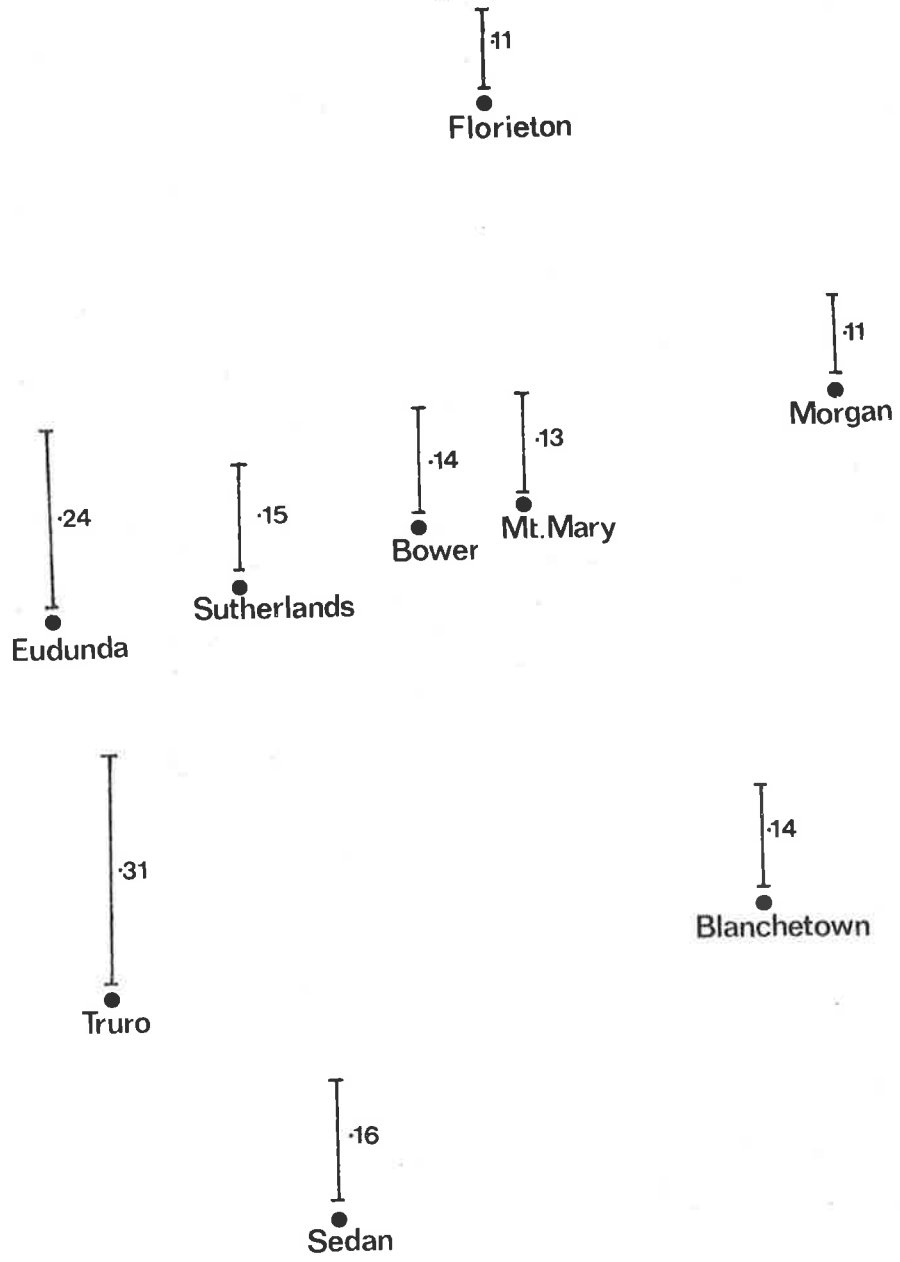 ·11
Florieton
·11
Morgan
·13
Mt.Mary
·14
Bower
·15
Sutherlands
·24
Eudunda
·14
Blanchetown
·31
Truro
·16
Sedan